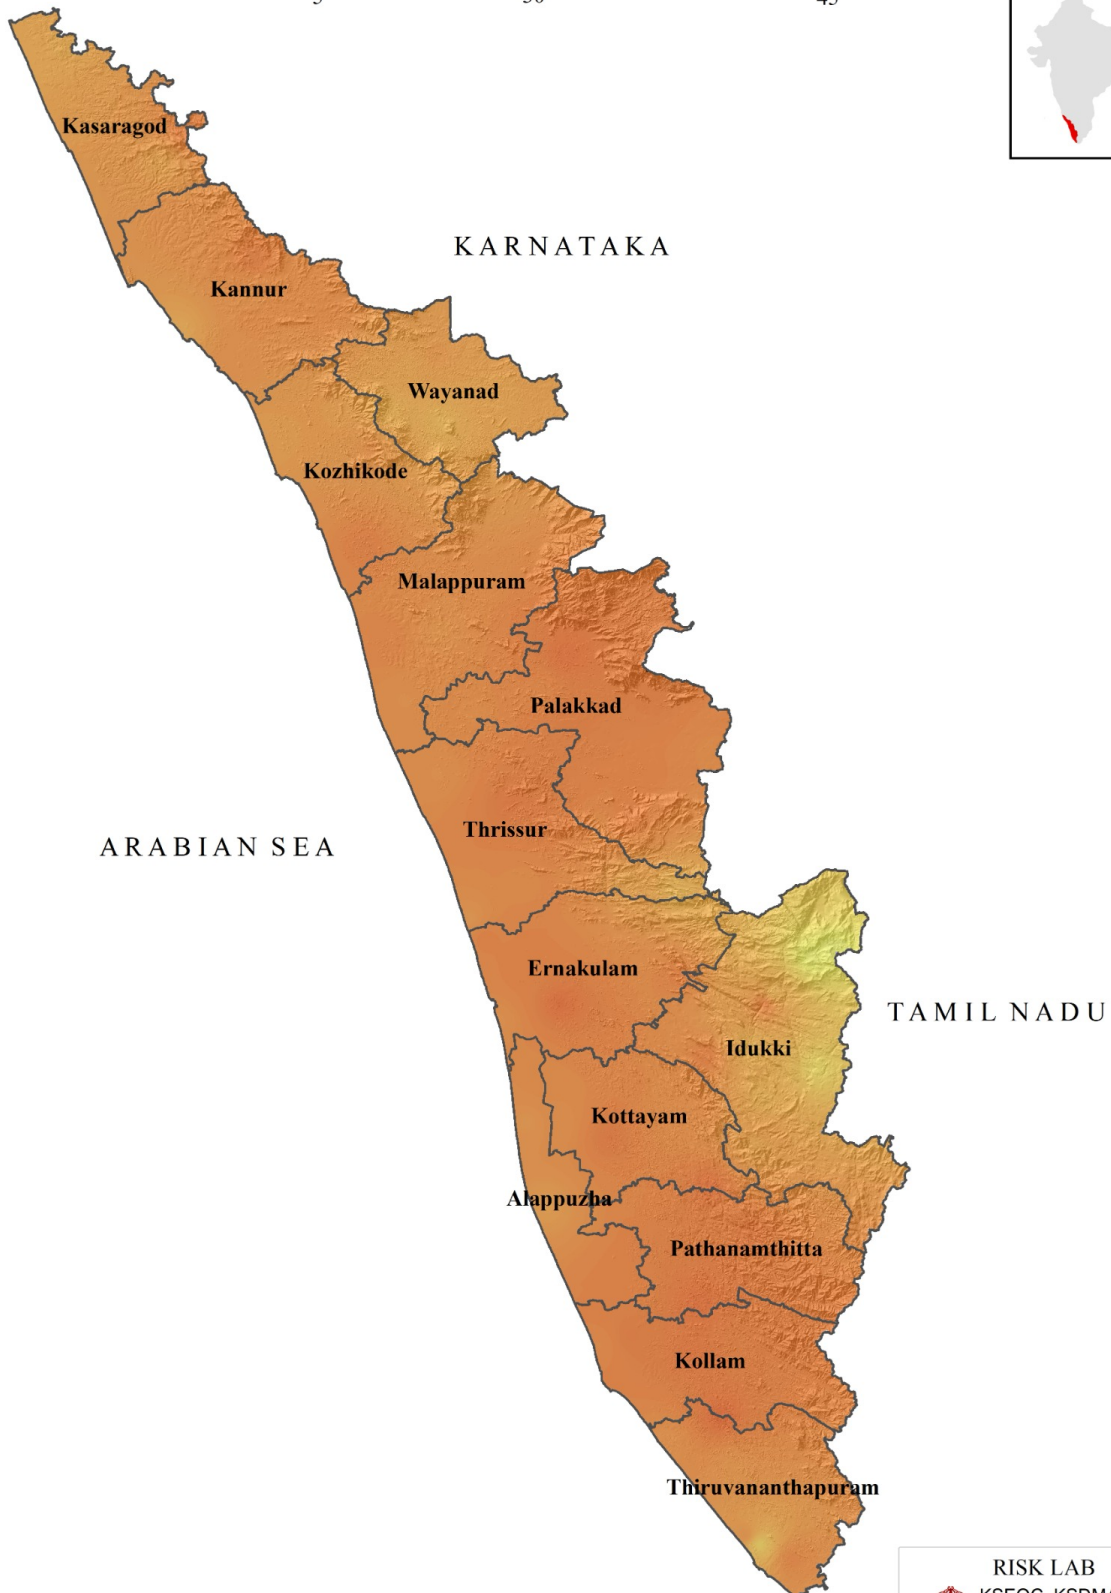 Kasaragod
KARNATAKA
Kannur
Wayanad
Kozhikode
Malappuram
Palakkad
Thrissur
ARABIAN SEA
Ernakulam
TAMIL NADU
Idukki
Kottayam
Alappuzha
Pathanamthitta
Kollam
Thiruvananthapuram
RISK LAB